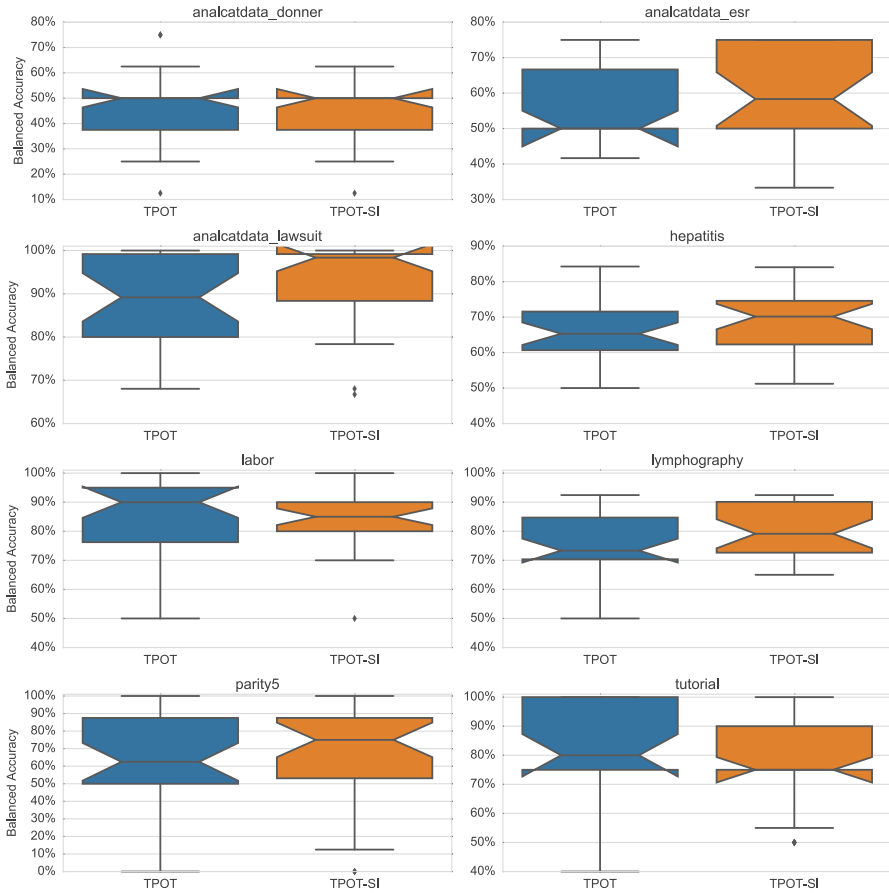 analcatdata_donner
Balanced Accuracy
80%
70%
60%
50%
40%
30%
20%
10%
TPOT TPOT-SI
analcatdata_esr
70%
60%
50%
40%
30%
TPOT TPOT-SI
analcatdata_lawsuit
Balanced Accuracy
100%
90%
80%
70%
60%
TPOT TPOT-SI
hepatitis
90%
80%
70%
60%
50%
40%
TPOT TPOT-SI
labor
Balanced Accuracy
100%
90%
80%
70%
60%
50%
40%
TPOT TPOT-SI
lymphography
100%
90%
80%
70%
60%
50%
40%
TPOT TPOT-SI
parity5
Balanced Accuracy
100%
90%
80%
70%
60%
50%
40%
30%
20%
10%
0%
TPOT TPOT-SI
tutorial
100%
90%
80%
70%
60%
50%
40%
TPOT TPOT-SI